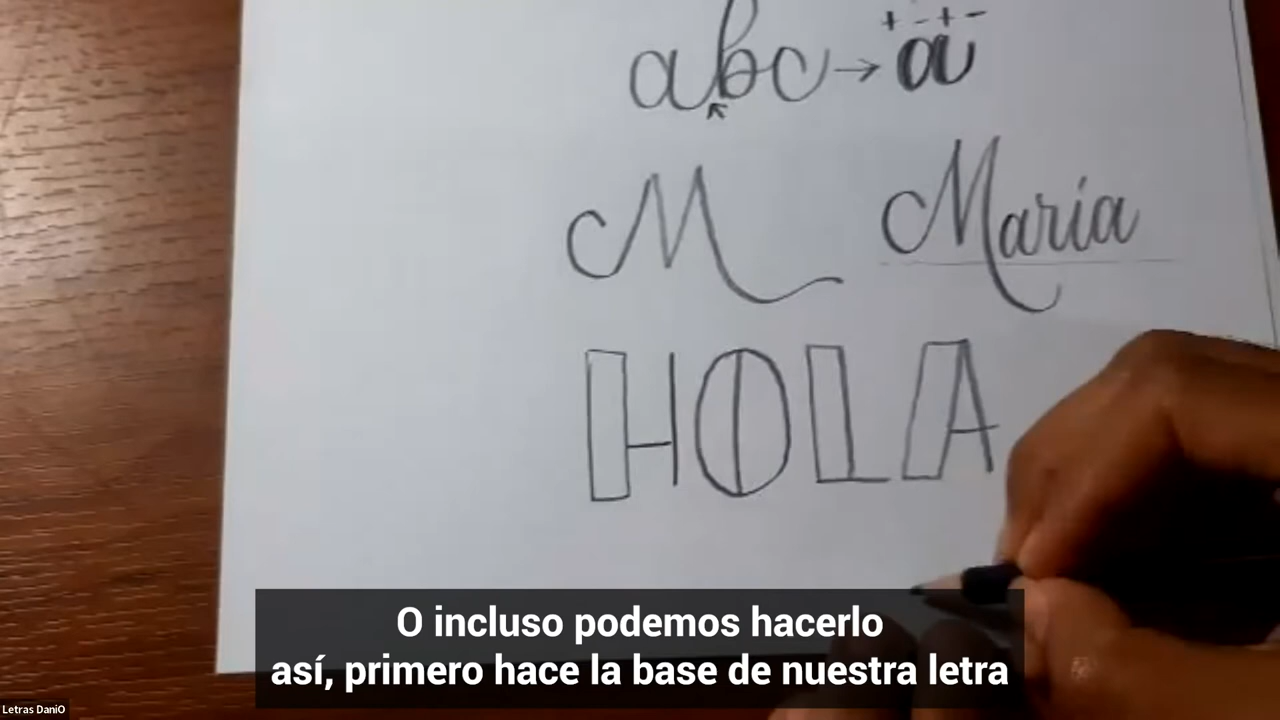 + - + -
abc → a
M María
HOLA
O incluso podemos hacerlo
así, primero hace la base de nuestra letra
Letras DaniO